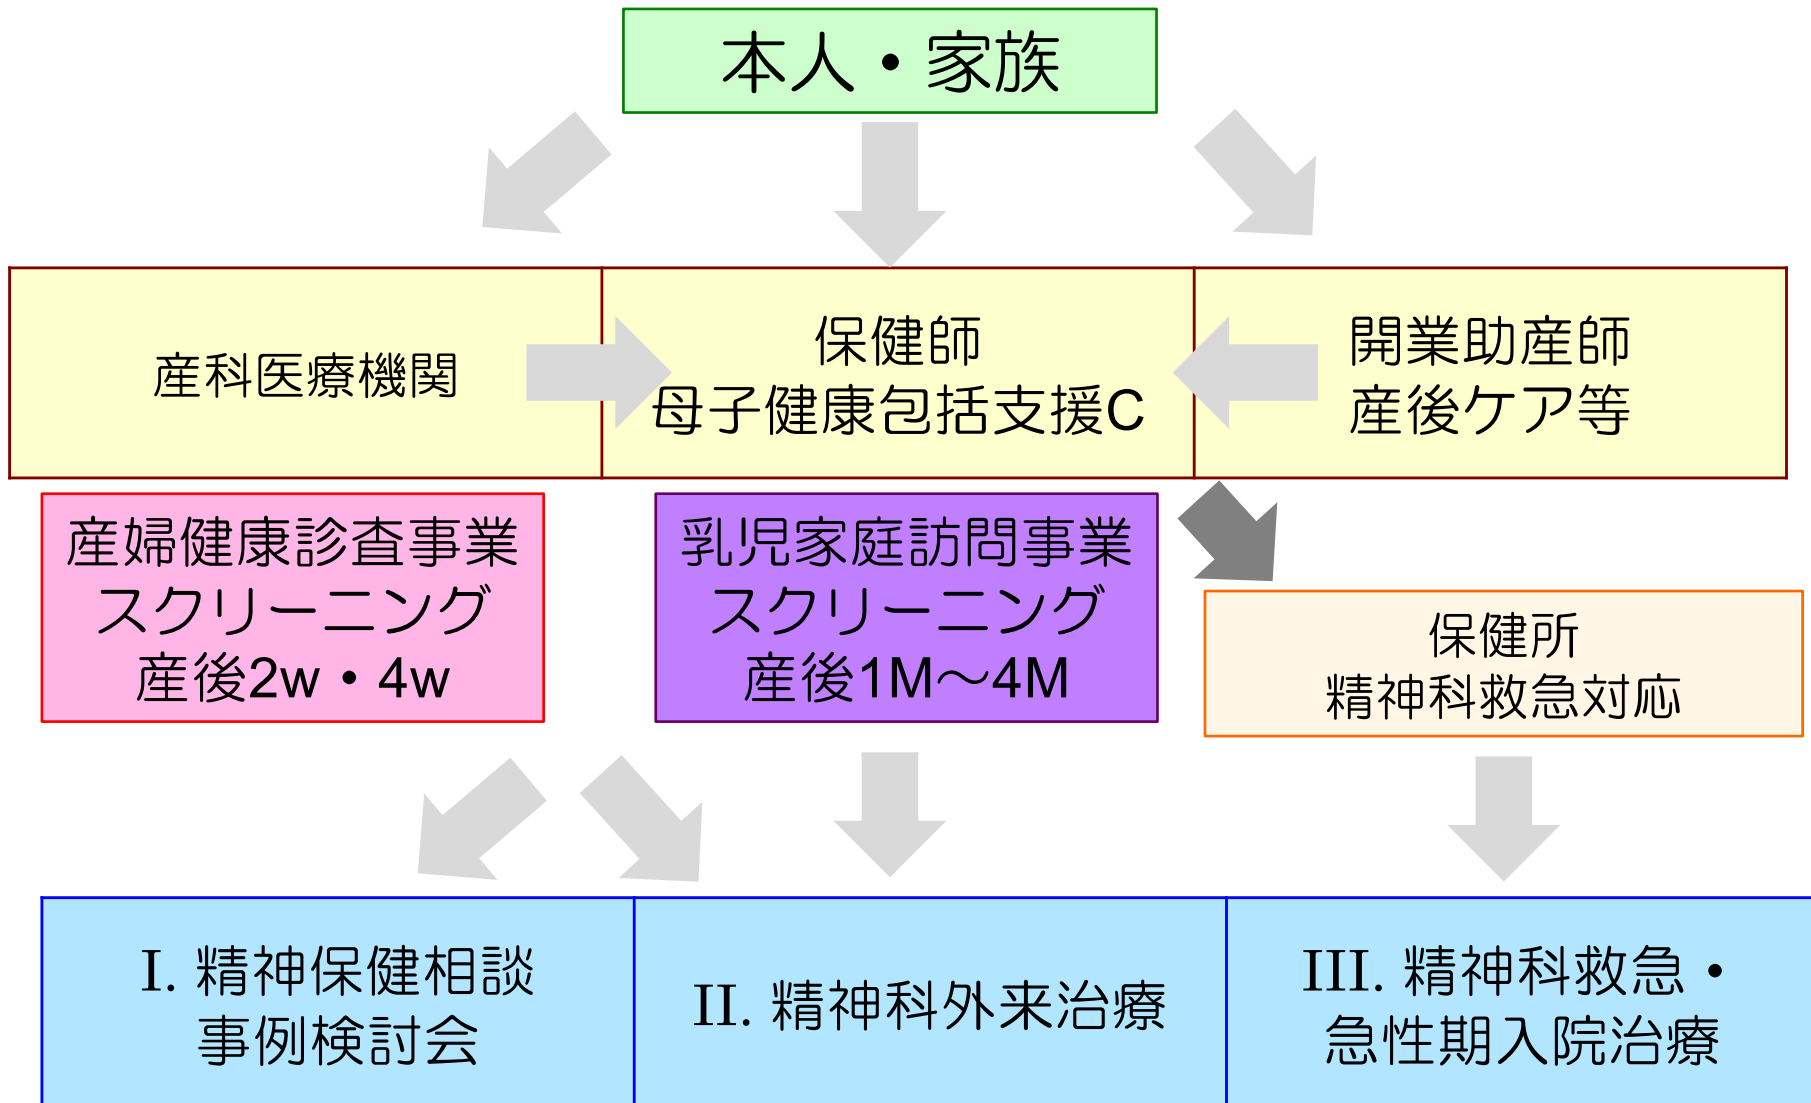 本人・家族
産科医療機関
保健師
母子健康包括支援C
開業助産師
産後ケア等
産婦健康診査事業
スクリーニング
産後2w・4w
乳児家庭訪問事業
スクリーニング
産後1M～4M
保健所
精神科救急対応
I. 精神保健相談
事例検討会
II. 精神科外来治療
III. 精神科救急・
急性期入院治療